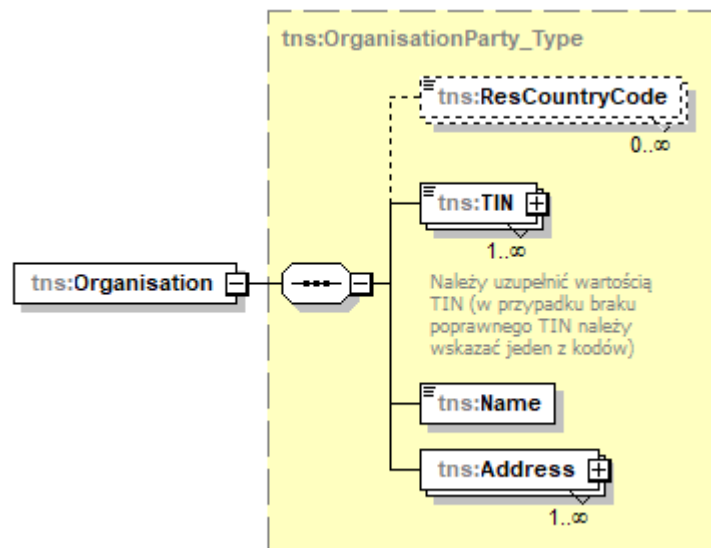 tns:OrganisationParty_Type
tns:ResCountryCode
0..∞
tns:TIN
1..∞
Należy uzupełnić wartością
TIN (w przypadku braku
poprawnego TIN należy
wskazać jeden z kodów)
tns:Organisation
tns:Name
tns:Address
1..∞